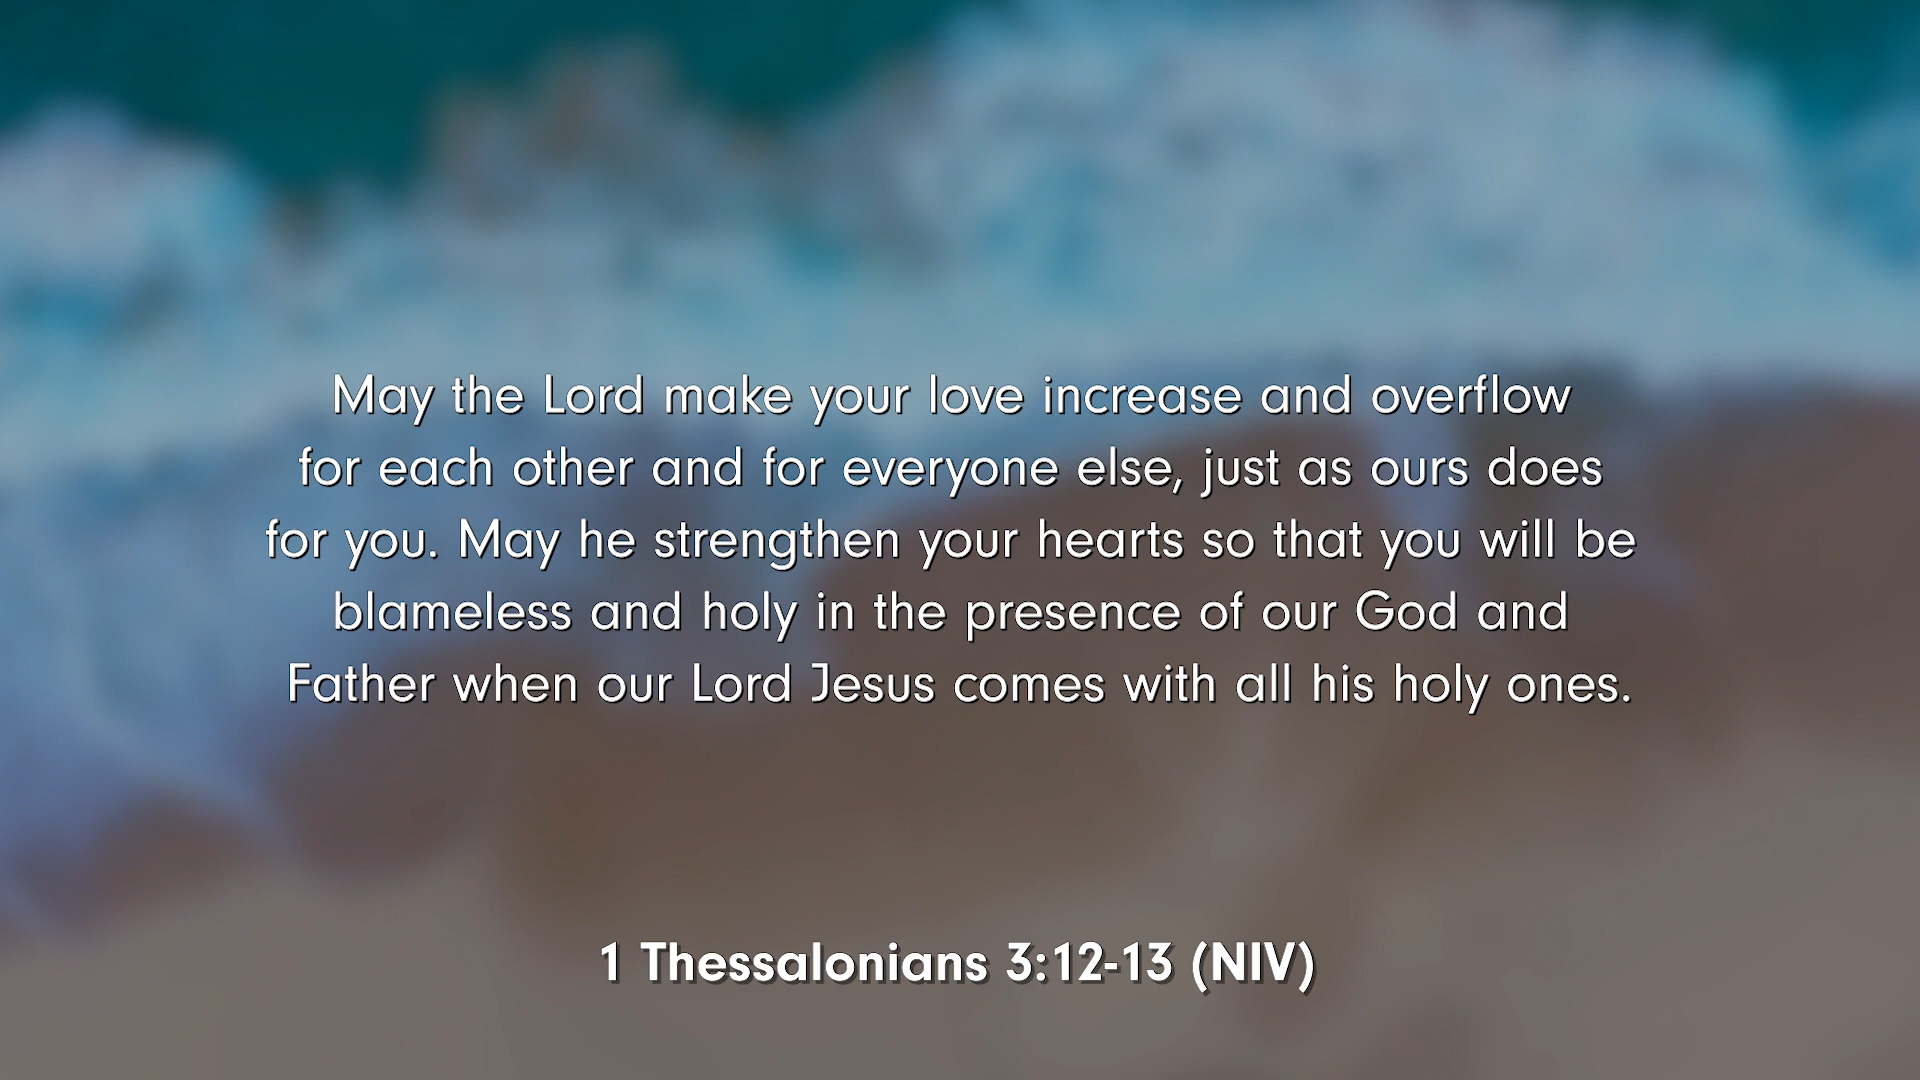 May the Lord make your love increase and overflow
for each other and for everyone else, just as ours does
for you. May he strengthen your hearts so that you will be
blameless and holy in the presence of our God and
Father when our Lord Jesus comes with all his holy ones.
1 Thessalonians 3:12-13 (NIV)